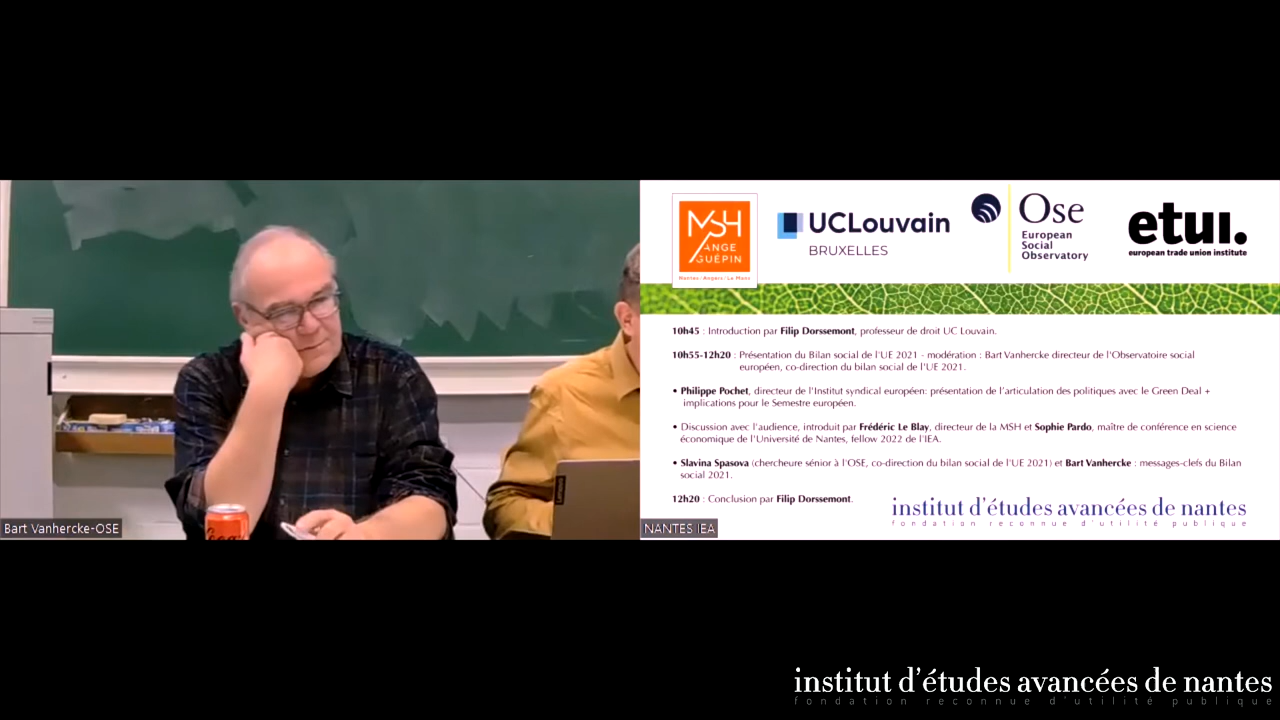 MSH
ANGE
GUÉPIN
Nantes · Angers · Le Mans
UCLouvain
BRUXELLES
Ose
European
Social
Observatory
etui.
european trade union institute
10h45 : Introduction par Filip Dorssemont, professeur de droit UC Louvain.
10h55-12h20 : Présentation du Bilan social de l'UE 2021 - modération : Bart Vanhercke directeur de l'Observatoire social
européen, co-direction du bilan social de l'UE 2021.
• Philippe Pochet, directeur de l'Institut syndical européen: présentation de l'articulation des politiques avec le Green Deal +
implications pour le Semestre européen.
• Discussion avec l'audience, introduit par Frédéric Le Blay, directeur de la MSH et Sophie Pardo, maître de conférence en science
économique de l'Université de Nantes, fellow 2022 de l'IEA.
• Slavina Spasova (chercheure sénior à l'OSE, co-direction du bilan social de l'UE 2021) et Bart Vanhercke : messages-clefs du Bilan
social 2021.
12h20 : Conclusion par Filip Dorssemont.
institut d'études avancées de nantes
fondation reconnue d'utilité publique
Lenovo
Bart Vanhercke-OSE
NANTES IEA
institut d'études avancées de nantes
fondation reconnue d'utilité publique